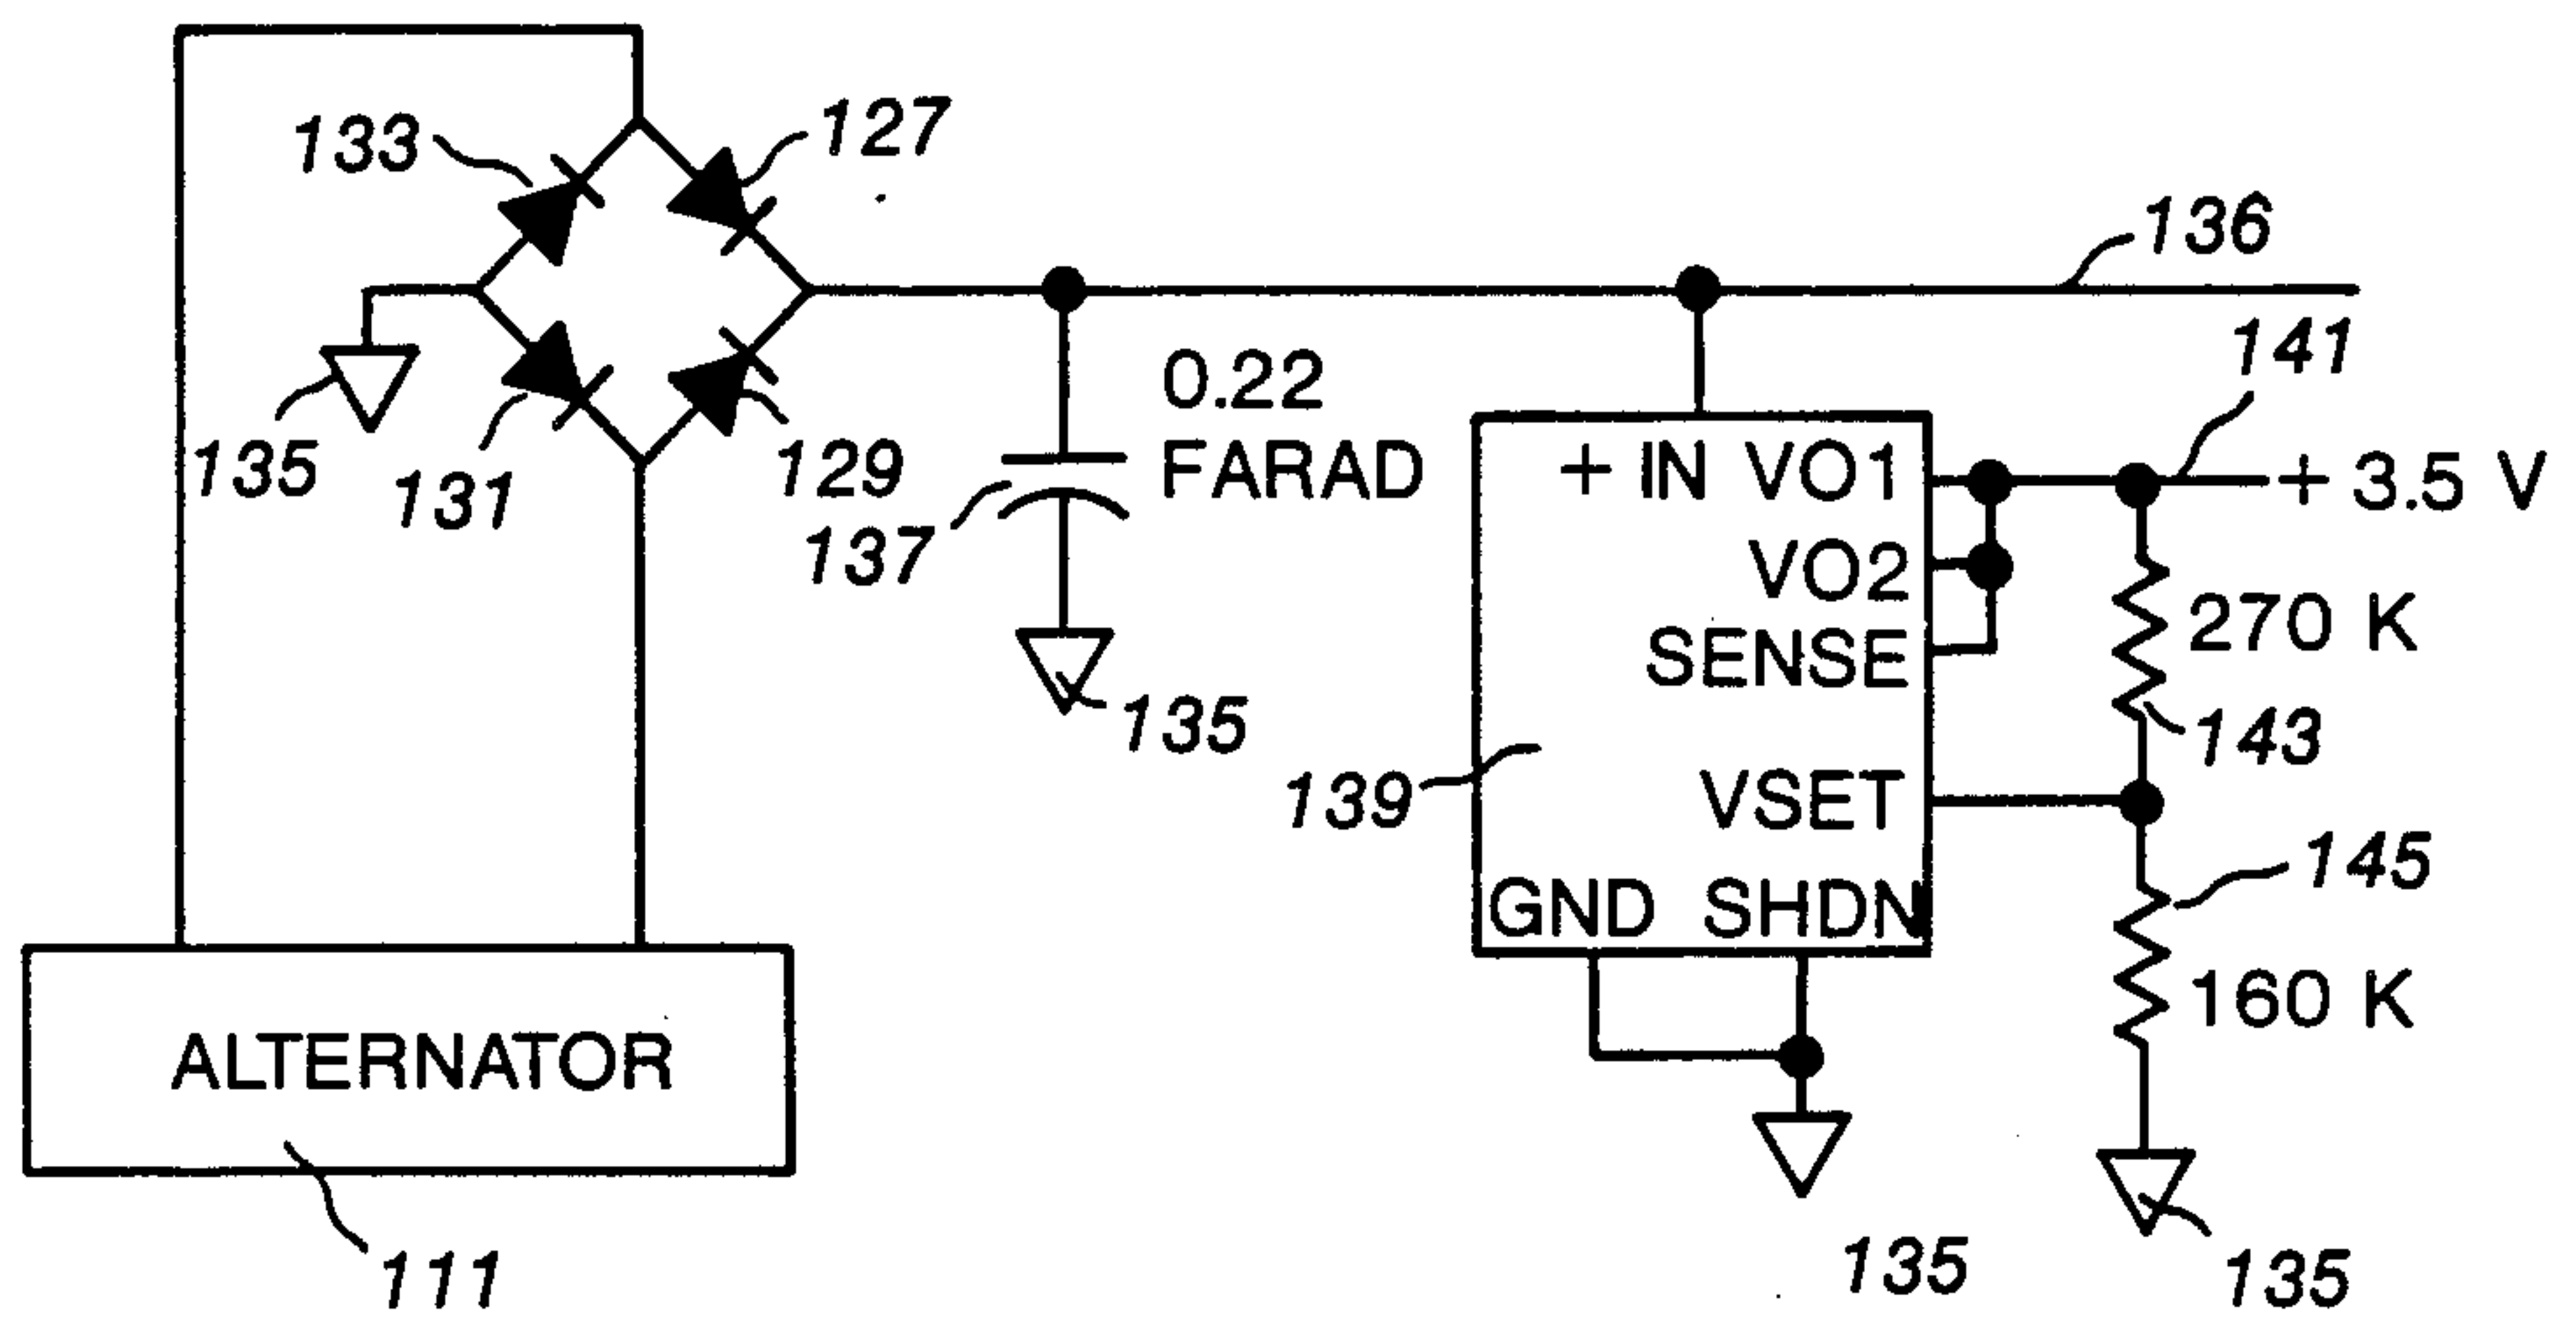 133
127
136
141
135
131
129
137
0.22
FARAD
135
+ IN VO1
VO2
SENSE
VSET
GND SHDN
139
+ 3.5 V
270 K
143
145
160 K
135
135
ALTERNATOR
111